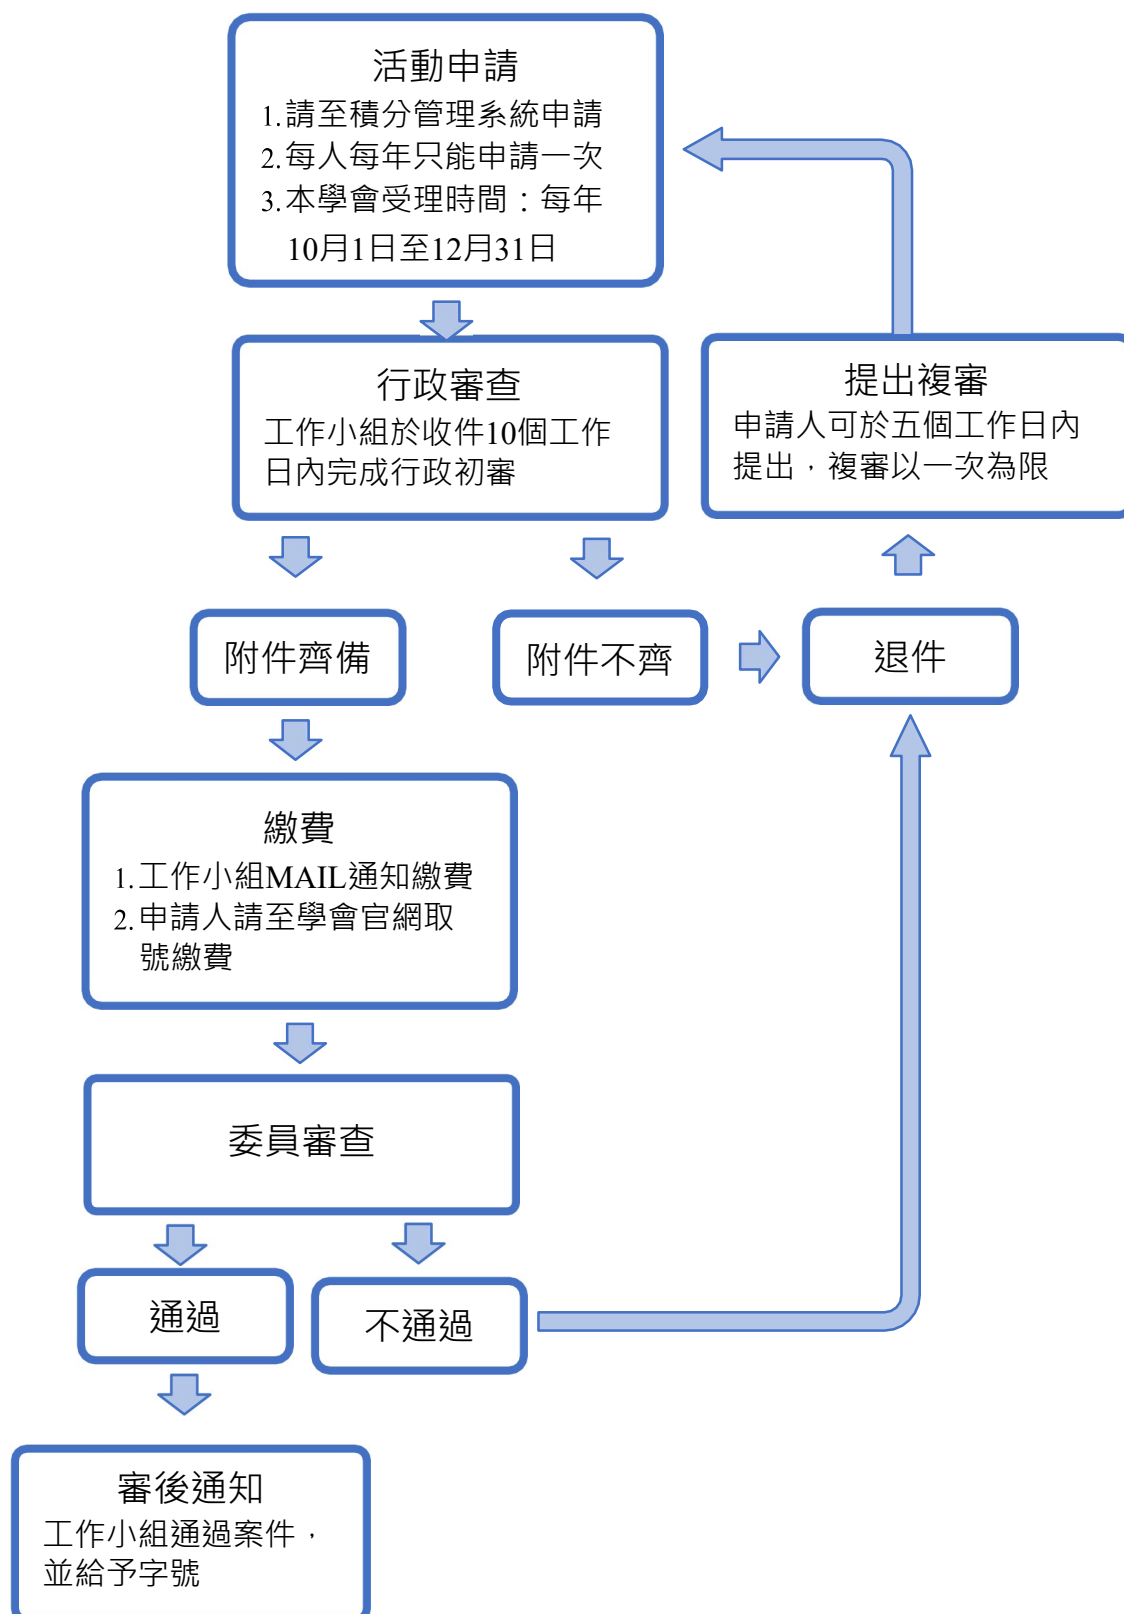 活動申請
1.請至積分管理系統申請
2.每人每年只能申請一次
3.本學會受理時間：每年
10月1日至12月31日
行政審查
工作小組於收件10個工作
日內完成行政初審
提出複審
申請人可於五個工作日內
提出，複審以一次為限
附件齊備
附件不齊
退件
繳費
1.工作小組MAIL通知繳費
2.申請人請至學會官網取
號繳費
委員審查
通過
不通過
審後通知
工作小組通過案件，
並給予字號